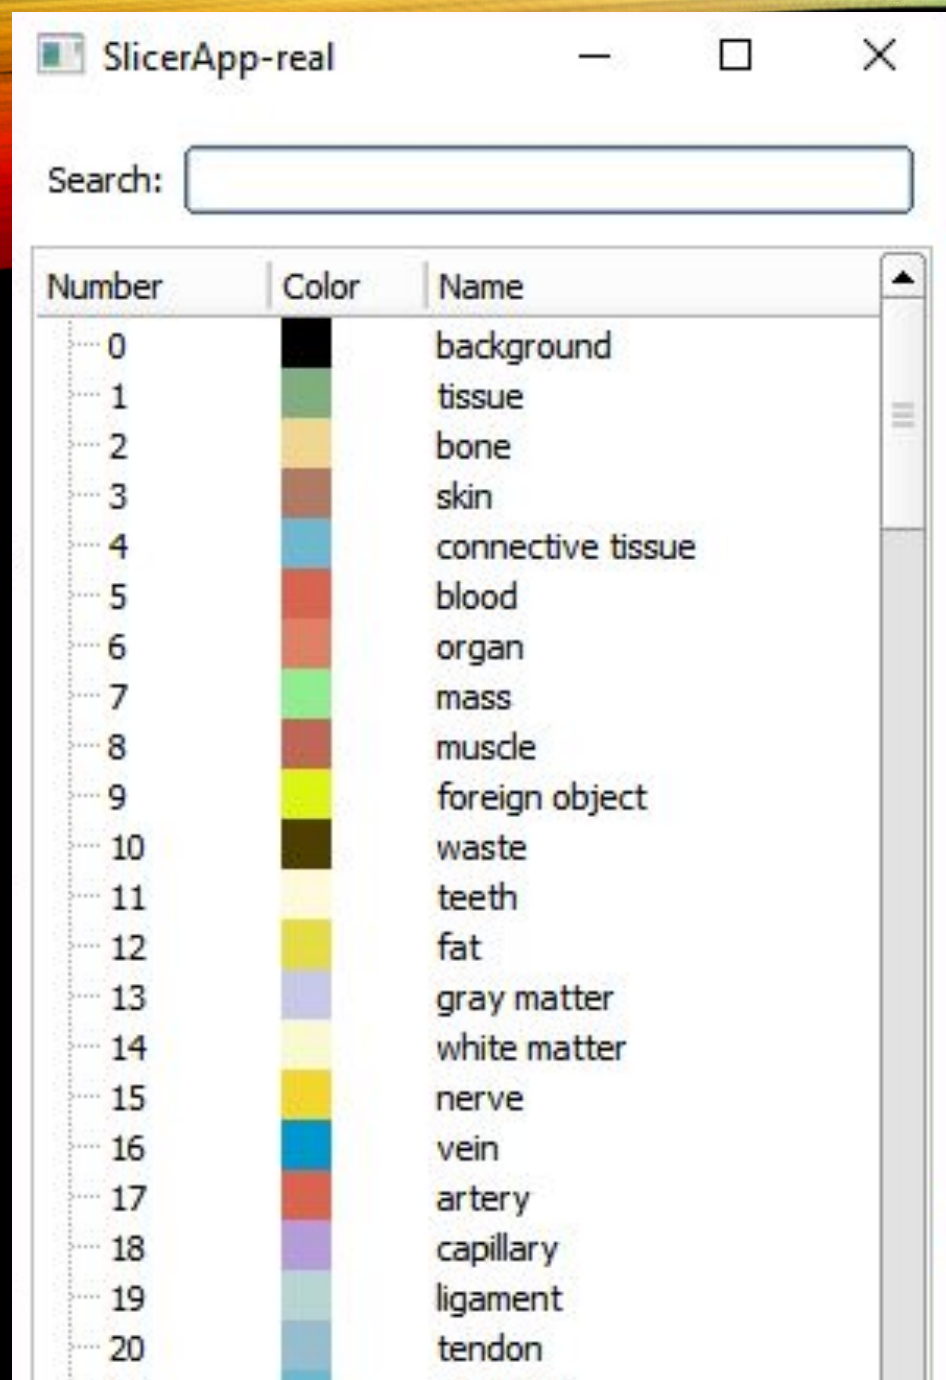 SlicerApp-real
Search:
Number Color Name
0 background
1 tissue
2 bone
3 skin
4 connective tissue
5 blood
6 organ
7 mass
8 muscle
9 foreign object
10 waste
11 teeth
12 fat
13 gray matter
14 white matter
15 nerve
16 vein
17 artery
18 capillary
19 ligament
20 tendon